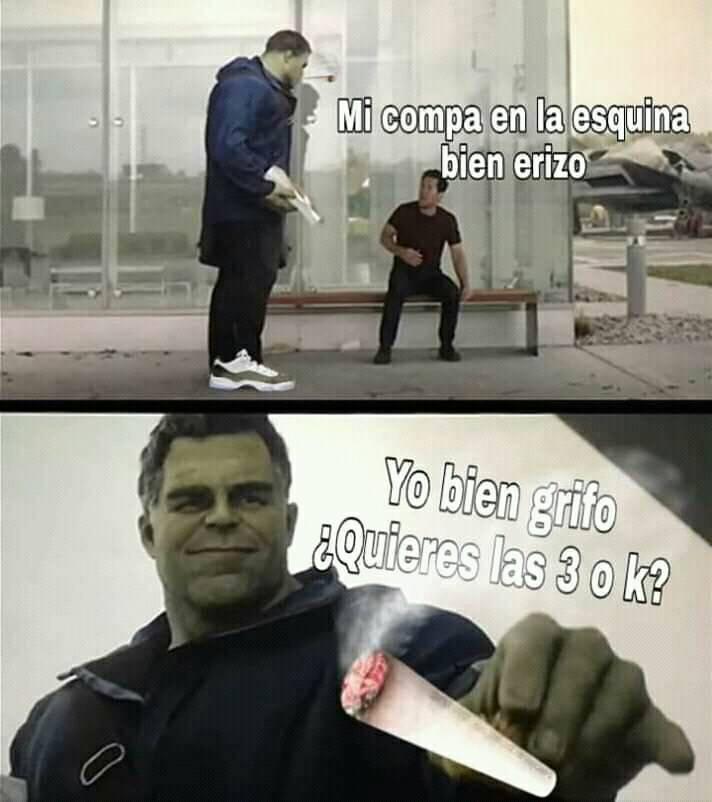 Mi compa en la esquina
bien erizo
Yo bien grifo
¿Quieres las 3 o k?